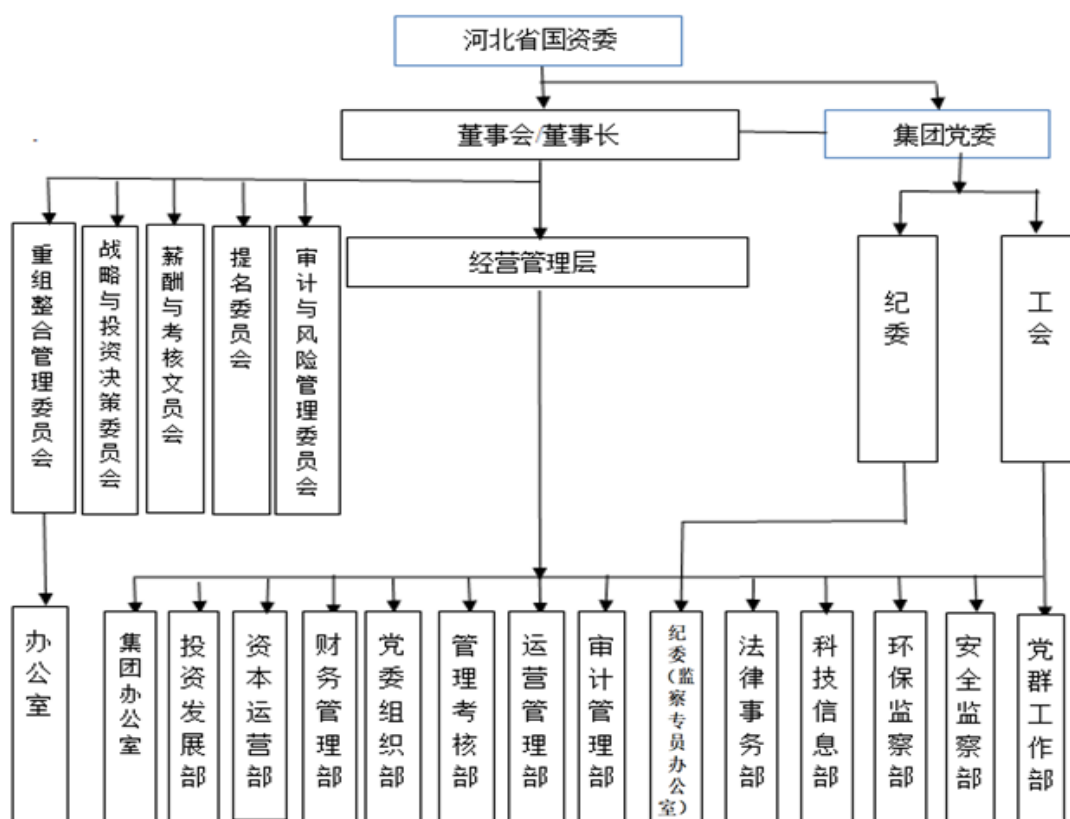 河北省国资委
董事会/董事长
集团党委
重组整合管理委员会
战略与投资决策委员会
薪酬与考核文员会
提名委员会
审计与风险管理委员会
经营管理层
纪委
工会
办公室
集团办公室
投资发展部
资本运营部
财务管理部
党委组织部
管理考核部
运营管理部
审计管理部
纪委(监察专员办公室)
法律事务部
科技信息部
环保监察部
安全监察部
党群工作部